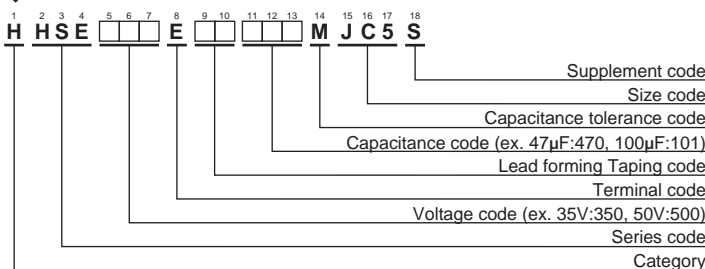 1 2 3 4 5 6 7 8 9 10 11 12 13 14 15 16 17 18
H HSE □□□ E □□ □□□ M JC5 S
Supplement code
Size code
Capacitance tolerance code
Capacitance code (ex. 47µF:470, 100µF:101)
Lead forming Taping code
Terminal code
Voltage code (ex. 35V:350, 50V:500)
Series code
Category